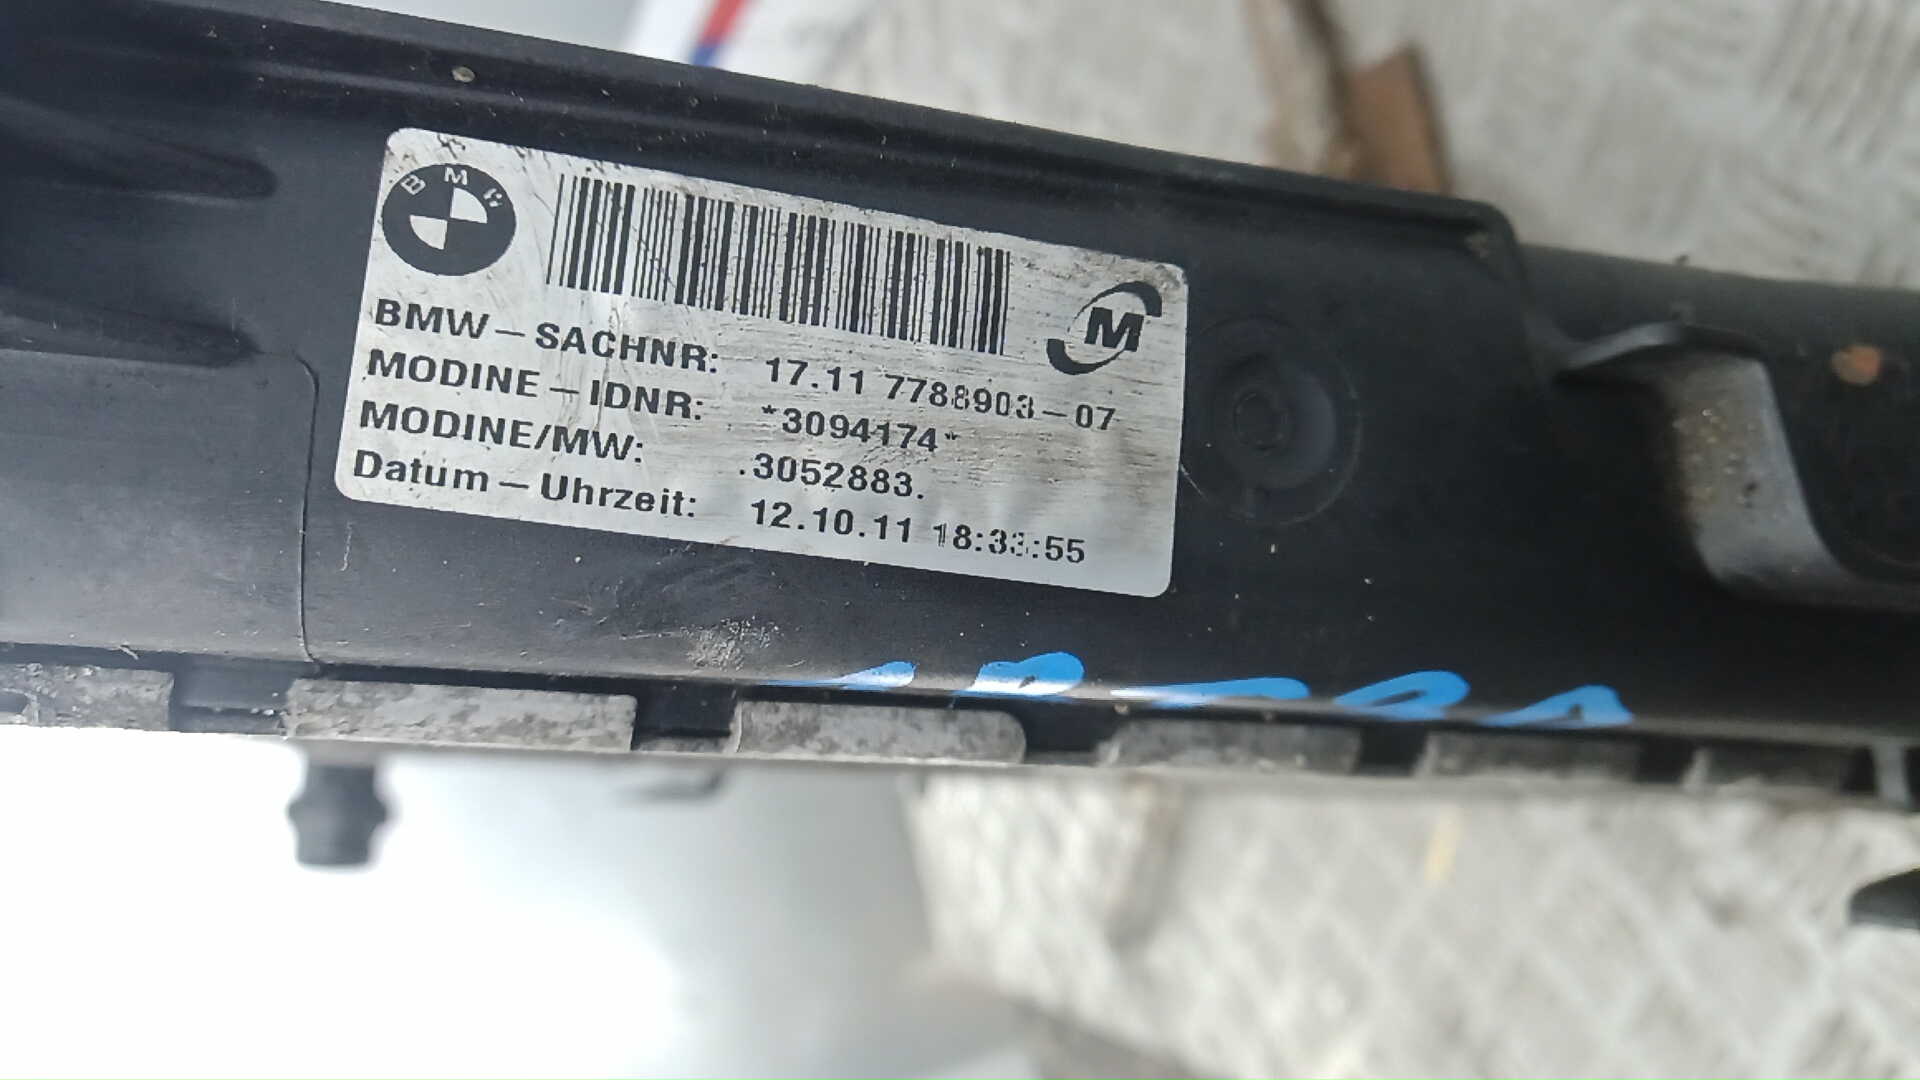 BMW
M
BMW-SACHNR: 17.11 7788903-07
MODINE-IDNR: *3094174*
MODINE/MW: .3052883.
Datum-Uhrzeit: 12.10.11 18:33:55